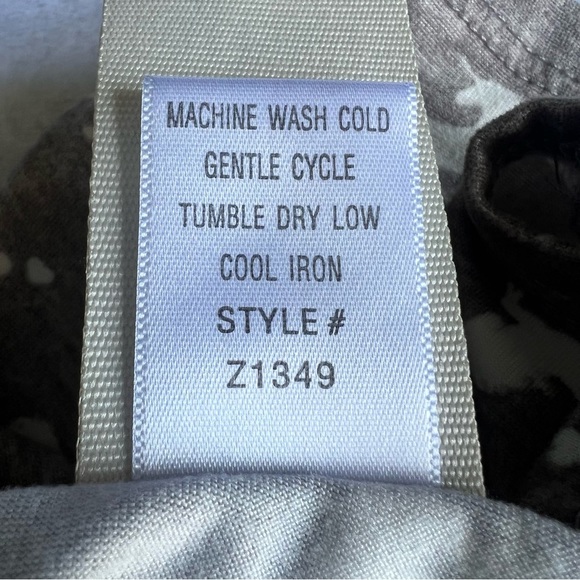 MACHINE WASH COLD
GENTLE CYCLE
TUMBLE DRY LOW
COOL IRON
STYLE #
Z1349